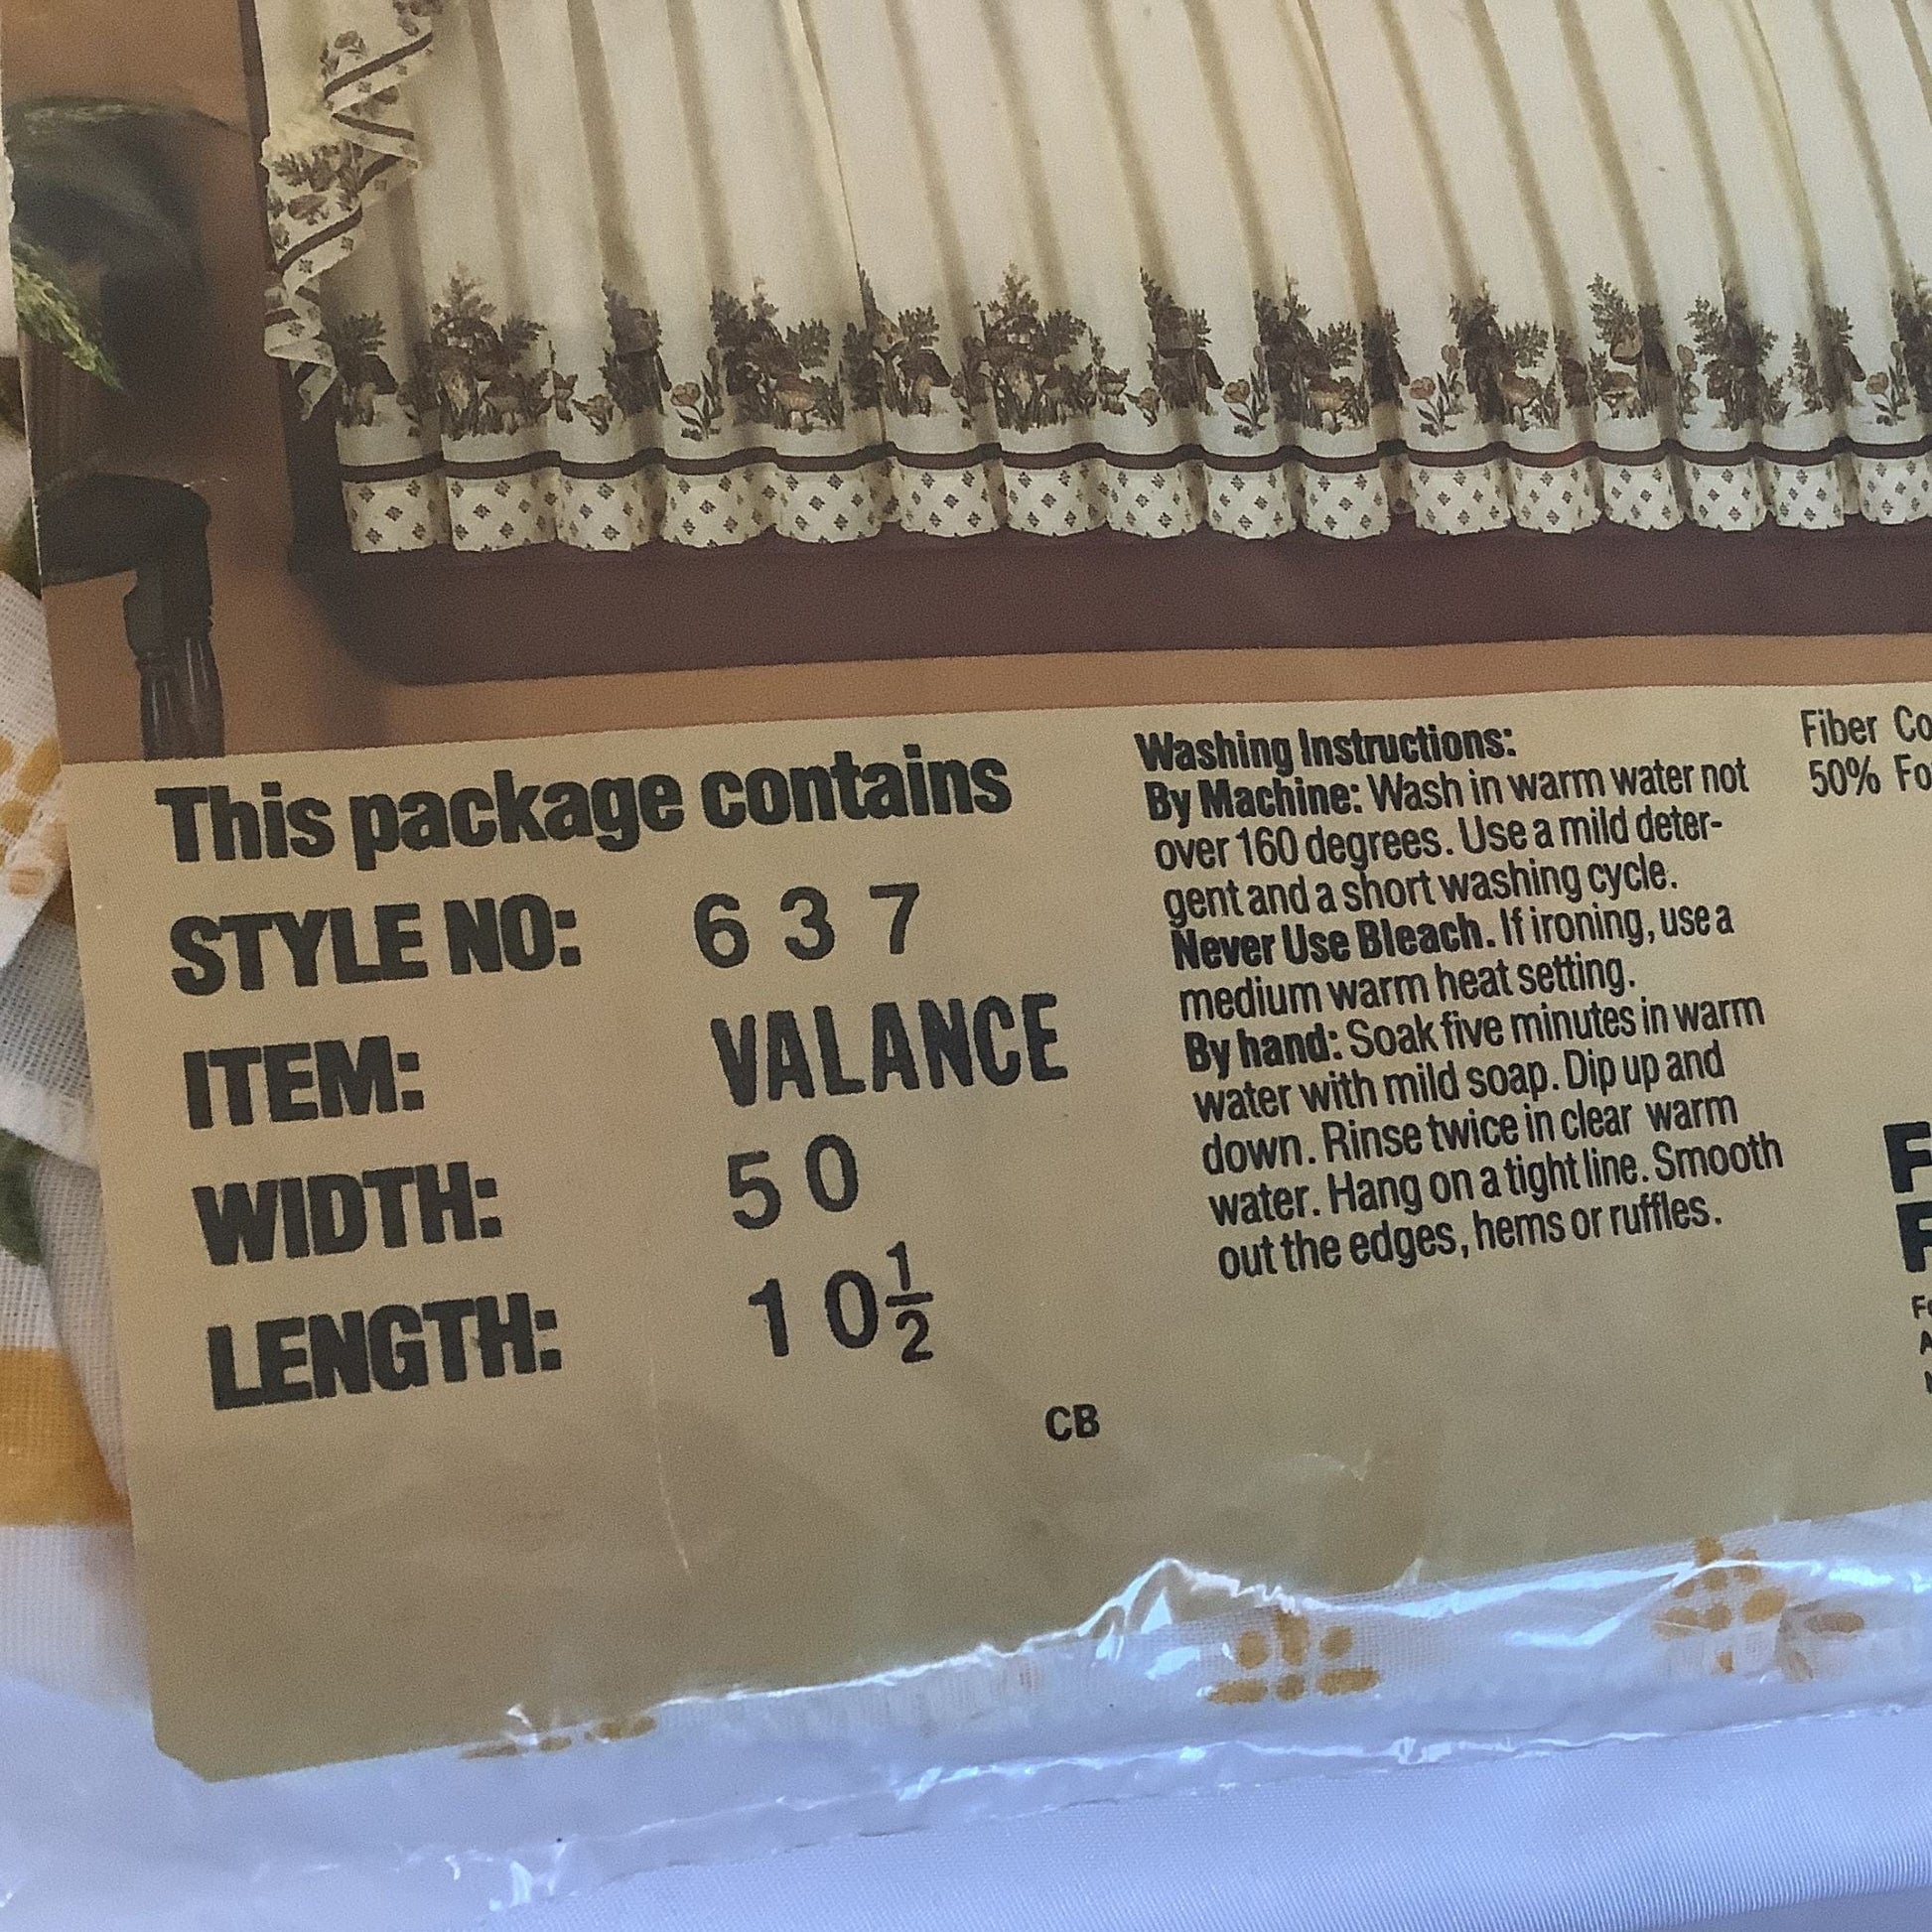 This package contains
STYLE NO: 637
ITEM: VALANCE
WIDTH: 50
LENGTH: 10½
CB
Washing Instructions:
By Machine: Wash in warm water not
over 160 degrees. Use a mild deter-
gent and a short washing cycle.
Never Use Bleach. If ironing, use a
medium warm heat setting.
By hand: Soak five minutes in warm
water with mild soap. Dip up and
down. Rinse twice in clear warm
water. Hang on a tight line. Smooth
out the edges, hems or ruffles.
Fiber
50%